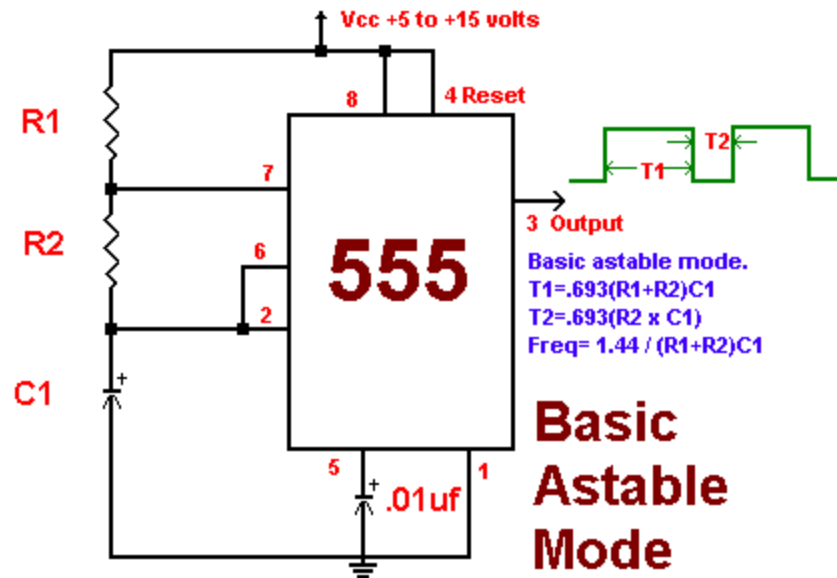 Vcc +5 to +15 volts
8
4 Reset
R1
7
T1
T2
3 Output
R2
6
555
Basic astable mode.
T1=.693(R1+R2)C1
T2=.693(R2 x C1)
Freq= 1.44 / (R1+R2)C1
2
C1
+
5
+
.01uf
1
Basic
Astable
Mode